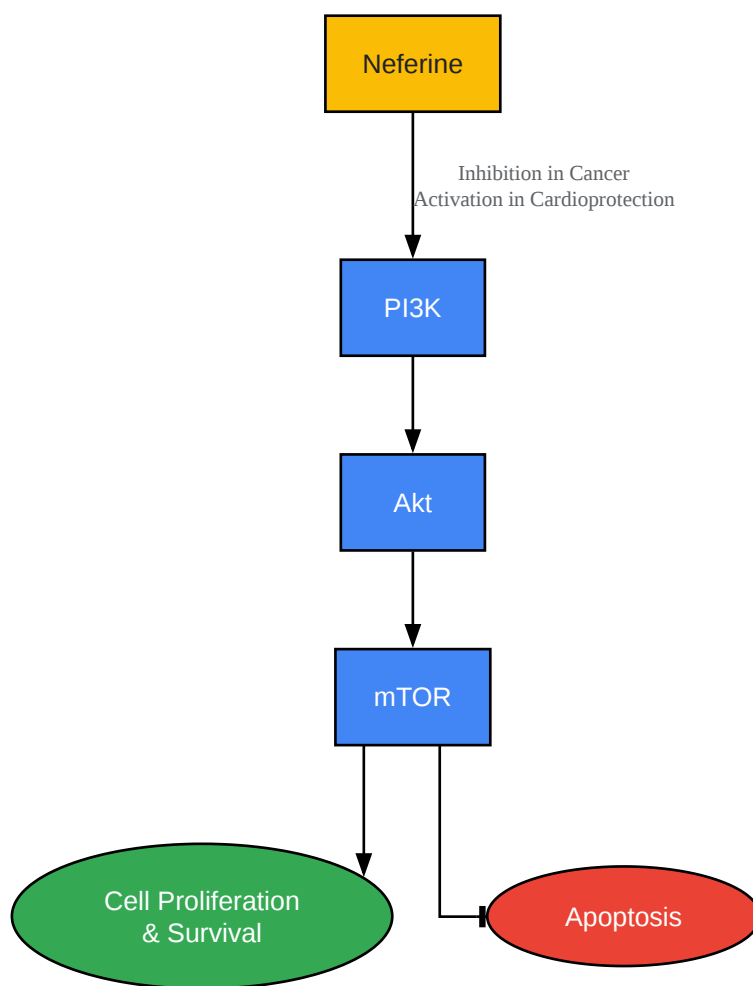 Neferine
Inhibition in Cancer
Activation in Cardioprotection
PI3K
Akt
mTOR
Cell Proliferation
& Survival
Apoptosis